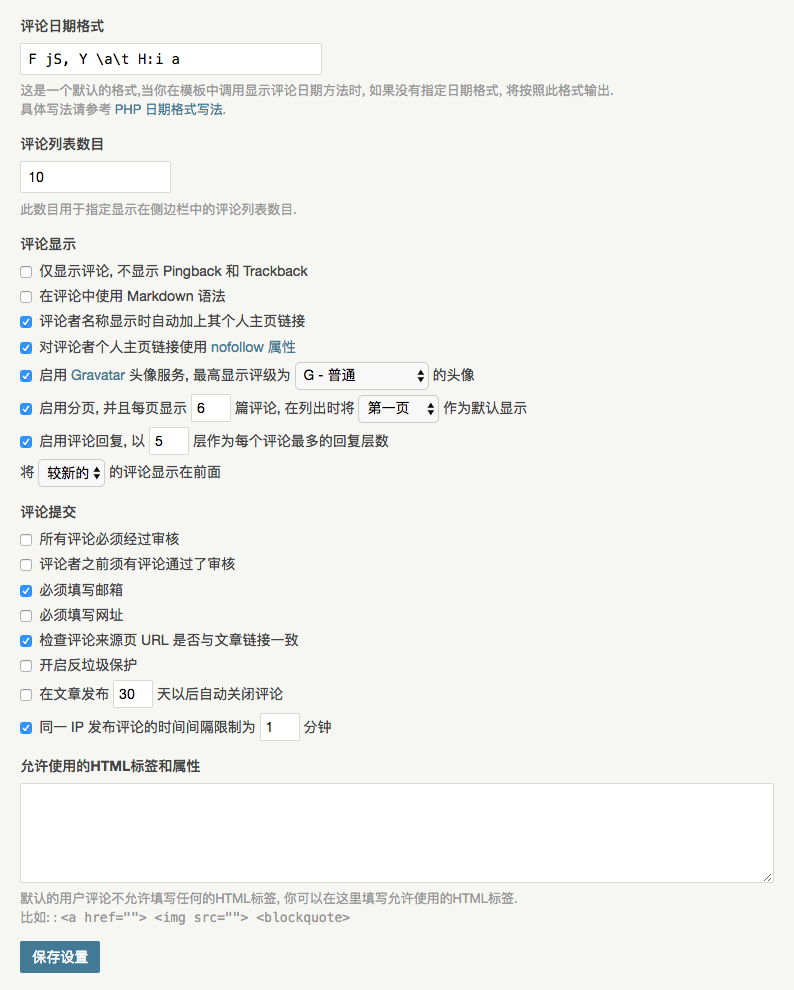 评论日期格式
F jS, Y \a\t H:i a
这是一个默认的格式,当你在模板中调用显示评论日期方法时, 如果没有指定日期格式, 将按照此格式输出.
具体写法请参考 PHP 日期格式写法.
评论列表数目
10
此数目用于指定显示在侧边栏中的评论列表数目.
评论显示
仅显示评论, 不显示 Pingback 和 Trackback
在评论中使用 Markdown 语法
评论者名称显示时自动加上其个人主页链接
对评论者个人主页链接使用 nofollow 属性
启用 Gravatar 头像服务, 最高显示评级为 G - 普通 的头像
启用分页, 并且每页显示 6 篇评论, 在列出时将 第一页 作为默认显示
启用评论回复, 以 5 层作为每个评论最多的回复层数
将 较新的 的评论显示在前面
评论提交
所有评论必须经过审核
评论者之前须有评论通过了审核
必须填写邮箱
必须填写网址
检查评论来源页 URL 是否与文章链接一致
开启反垃圾保护
在文章发布 30 天以后自动关闭评论
同一 IP 发布评论的时间间隔限制为 1 分钟
允许使用的HTML标签和属性
默认的用户评论不允许填写任何的HTML标签, 你可以在这里填写允许使用的HTML标签.
比如: : <a href=""> <img src=""> <blockquote>
保存设置